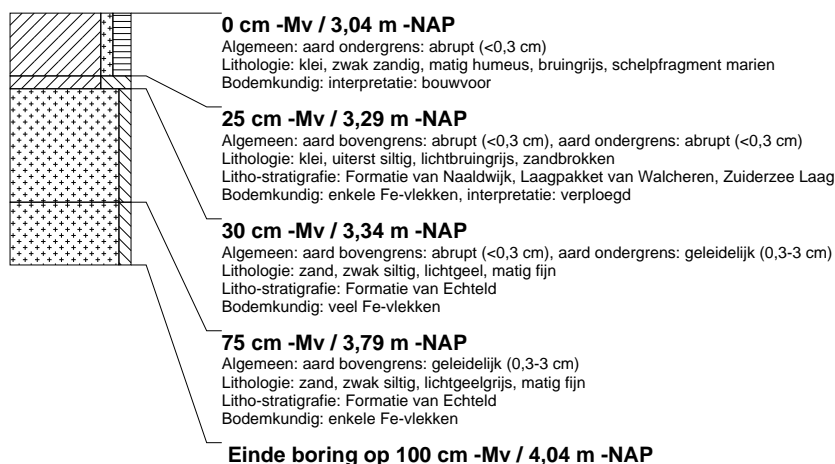 0 cm -Mv / 3,04 m -NAP
Algemeen: aard ondergrens: abrupt (<0,3 cm)
Lithologie: klei, zwak zandig, matig humeus, bruingrijs, schelpfragment marien
Bodemkundig: interpretatie: bouwvoor
25 cm -Mv / 3,29 m -NAP
Algemeen: aard bovengrens: abrupt (<0,3 cm), aard ondergrens: abrupt (<0,3 cm)
Lithologie: klei, uiterst siltig, lichtbruingrijs, zandbrokken
Litho-stratigrafie: Formatie van Naaldwijk, Laagpakket van Walcheren, Zuiderzee Laag
Bodemkundig: enkele Fe-vlekken, interpretatie: verploegd
30 cm -Mv / 3,34 m -NAP
Algemeen: aard bovengrens: abrupt (<0,3 cm), aard ondergrens: geleidelijk (0,3-3 cm)
Lithologie: zand, zwak siltig, lichtgeel, matig fijn
Litho-stratigrafie: Formatie van Echteld
Bodemkundig: veel Fe-vlekken
75 cm -Mv / 3,79 m -NAP
Algemeen: aard bovengrens: geleidelijk (0,3-3 cm)
Lithologie: zand, zwak siltig, lichtgeelgrijs, matig fijn
Litho-stratigrafie: Formatie van Echteld
Bodemkundig: enkele Fe-vlekken
Einde boring op 100 cm -Mv / 4,04 m -NAP